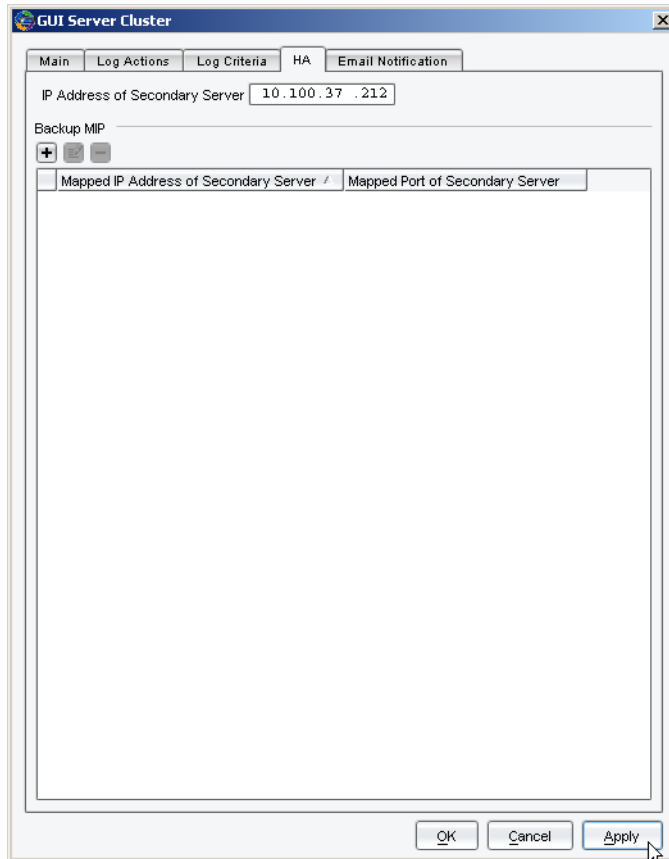 GUI Server Cluster
Main Log Actions Log Criteria HA Email Notification
IP Address of Secondary Server 10.100.37 .212
Backup MIP
Mapped IP Address of Secondary Server Mapped Port of Secondary Server
OK Cancel Apply